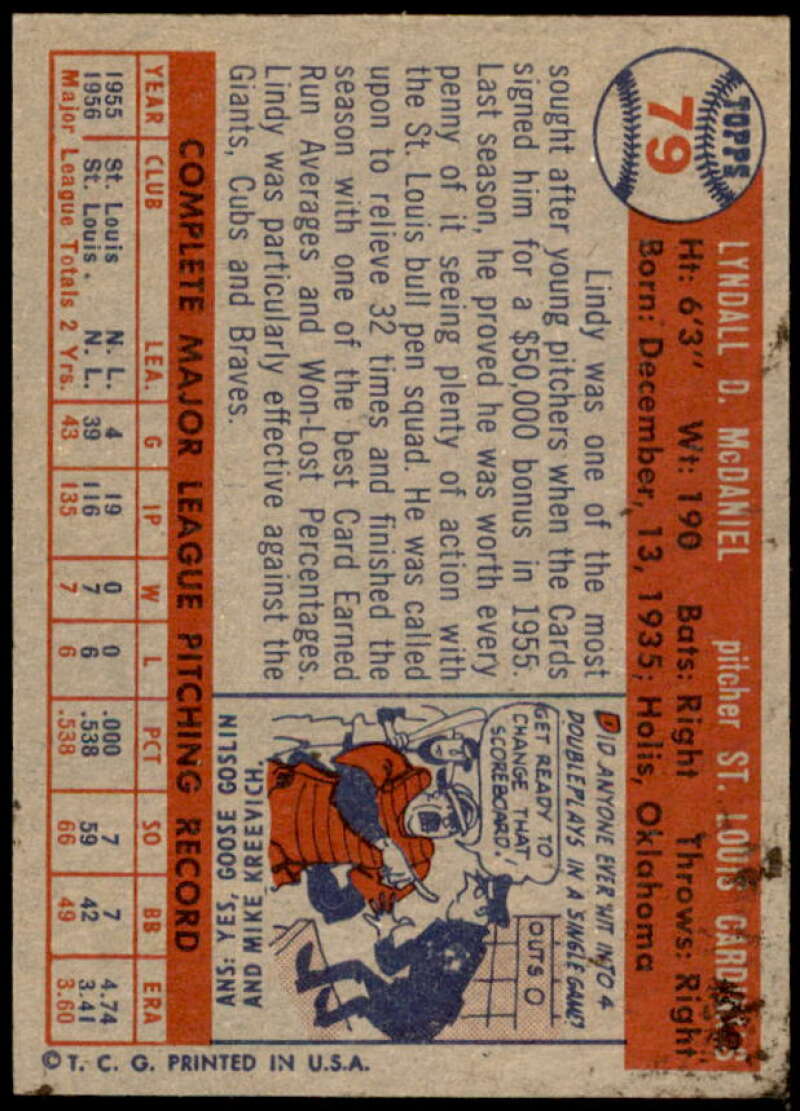 TOPPS
79
LYNDALL D. McDANIEL pitcher ST. LOUIS CARDINALS
Ht: 6'3" Wt: 190 Bats: Right Throws: Right
Born: December, 13, 1935; Holis, Oklahoma
Lindy was one of the most
sought after young pitchers when the Cards
signed him for a $50,000 bonus in 1955.
Last season, he proved he was worth every
penny of it seeing plenty of action with
the St. Louis bull pen squad. He was called
upon to relieve 32 times and finished the
season with one of the best Card Earned
Run Averages and Won-Lost Percentages.
Lindy was particularly effective against the
Giants, Cubs and Braves.
DID ANYONE EVER HIT INTO 4
DOUBLEPLAYS IN A SINGLE GAME?
GET READY TO
CHANGE THAT
SCOREBOARD!
OUTS 0
ANS: YES, GOOSE GOSLIN
AND MIKE KREEVICH.
COMPLETE MAJOR LEAGUE PITCHING RECORD
YEAR CLUB LEA. G IP W L PCT SO BB ERA
1955 St. Louis N. L. 4 19 0 0 .000 7 7 4.74
1956 St. Louis. N. L. 39 116 7 6 .538 59 42 3.41
Major League Totals 2 Yrs. 43 135 7 6 .538 66 49 3.60
© T. C. G. PRINTED IN U.S.A.